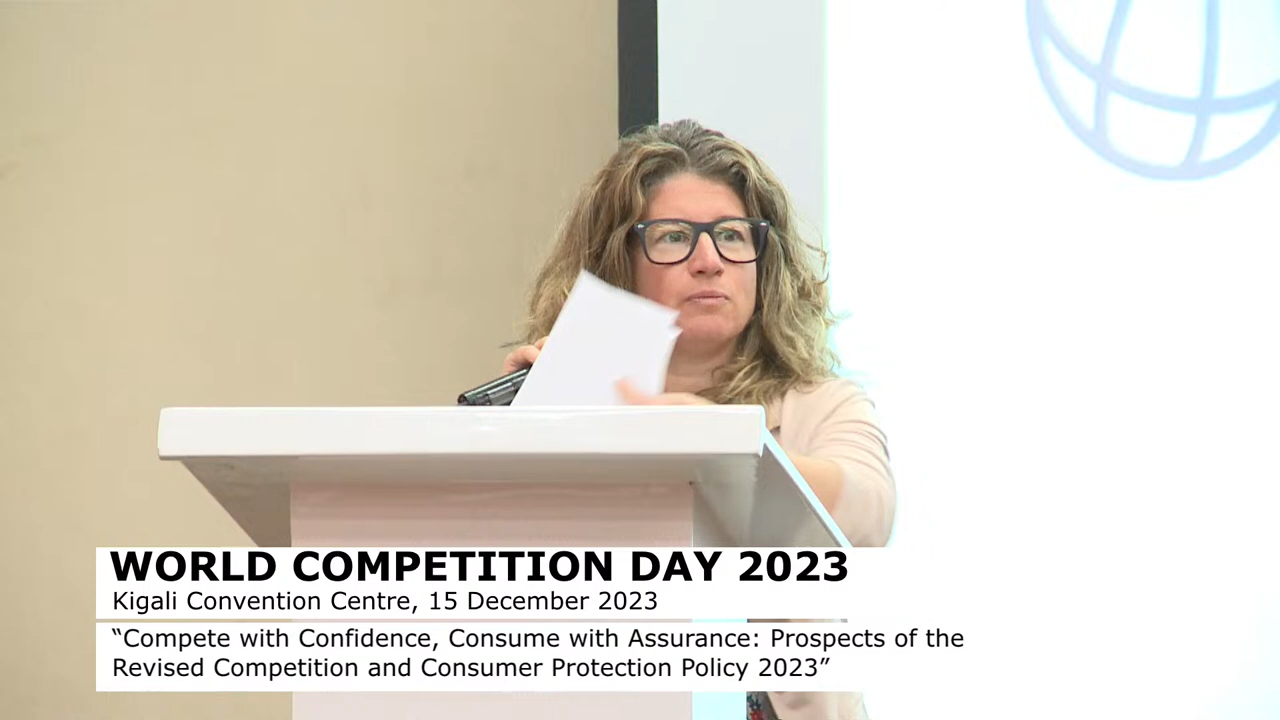 WORLD COMPETITION DAY 2023
Kigali Convention Centre, 15 December 2023
“Compete with Confidence, Consume with Assurance: Prospects of the
Revised Competition and Consumer Protection Policy 2023”